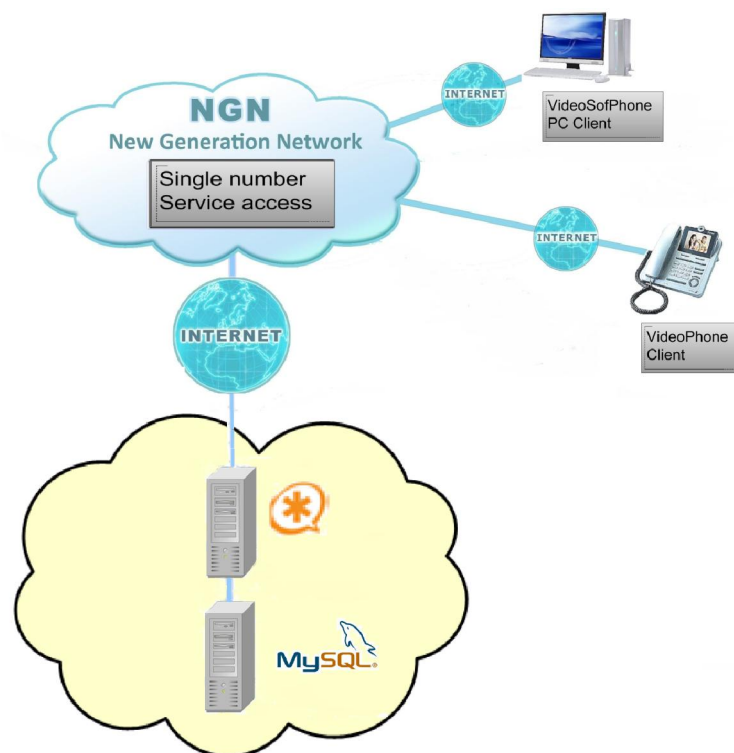 NGN
New Generation Network
Single number
Service access
INTERNET
VideoSofPhone
PC Client
INTERNET
VideoPhone
Client
INTERNET
MySQL®